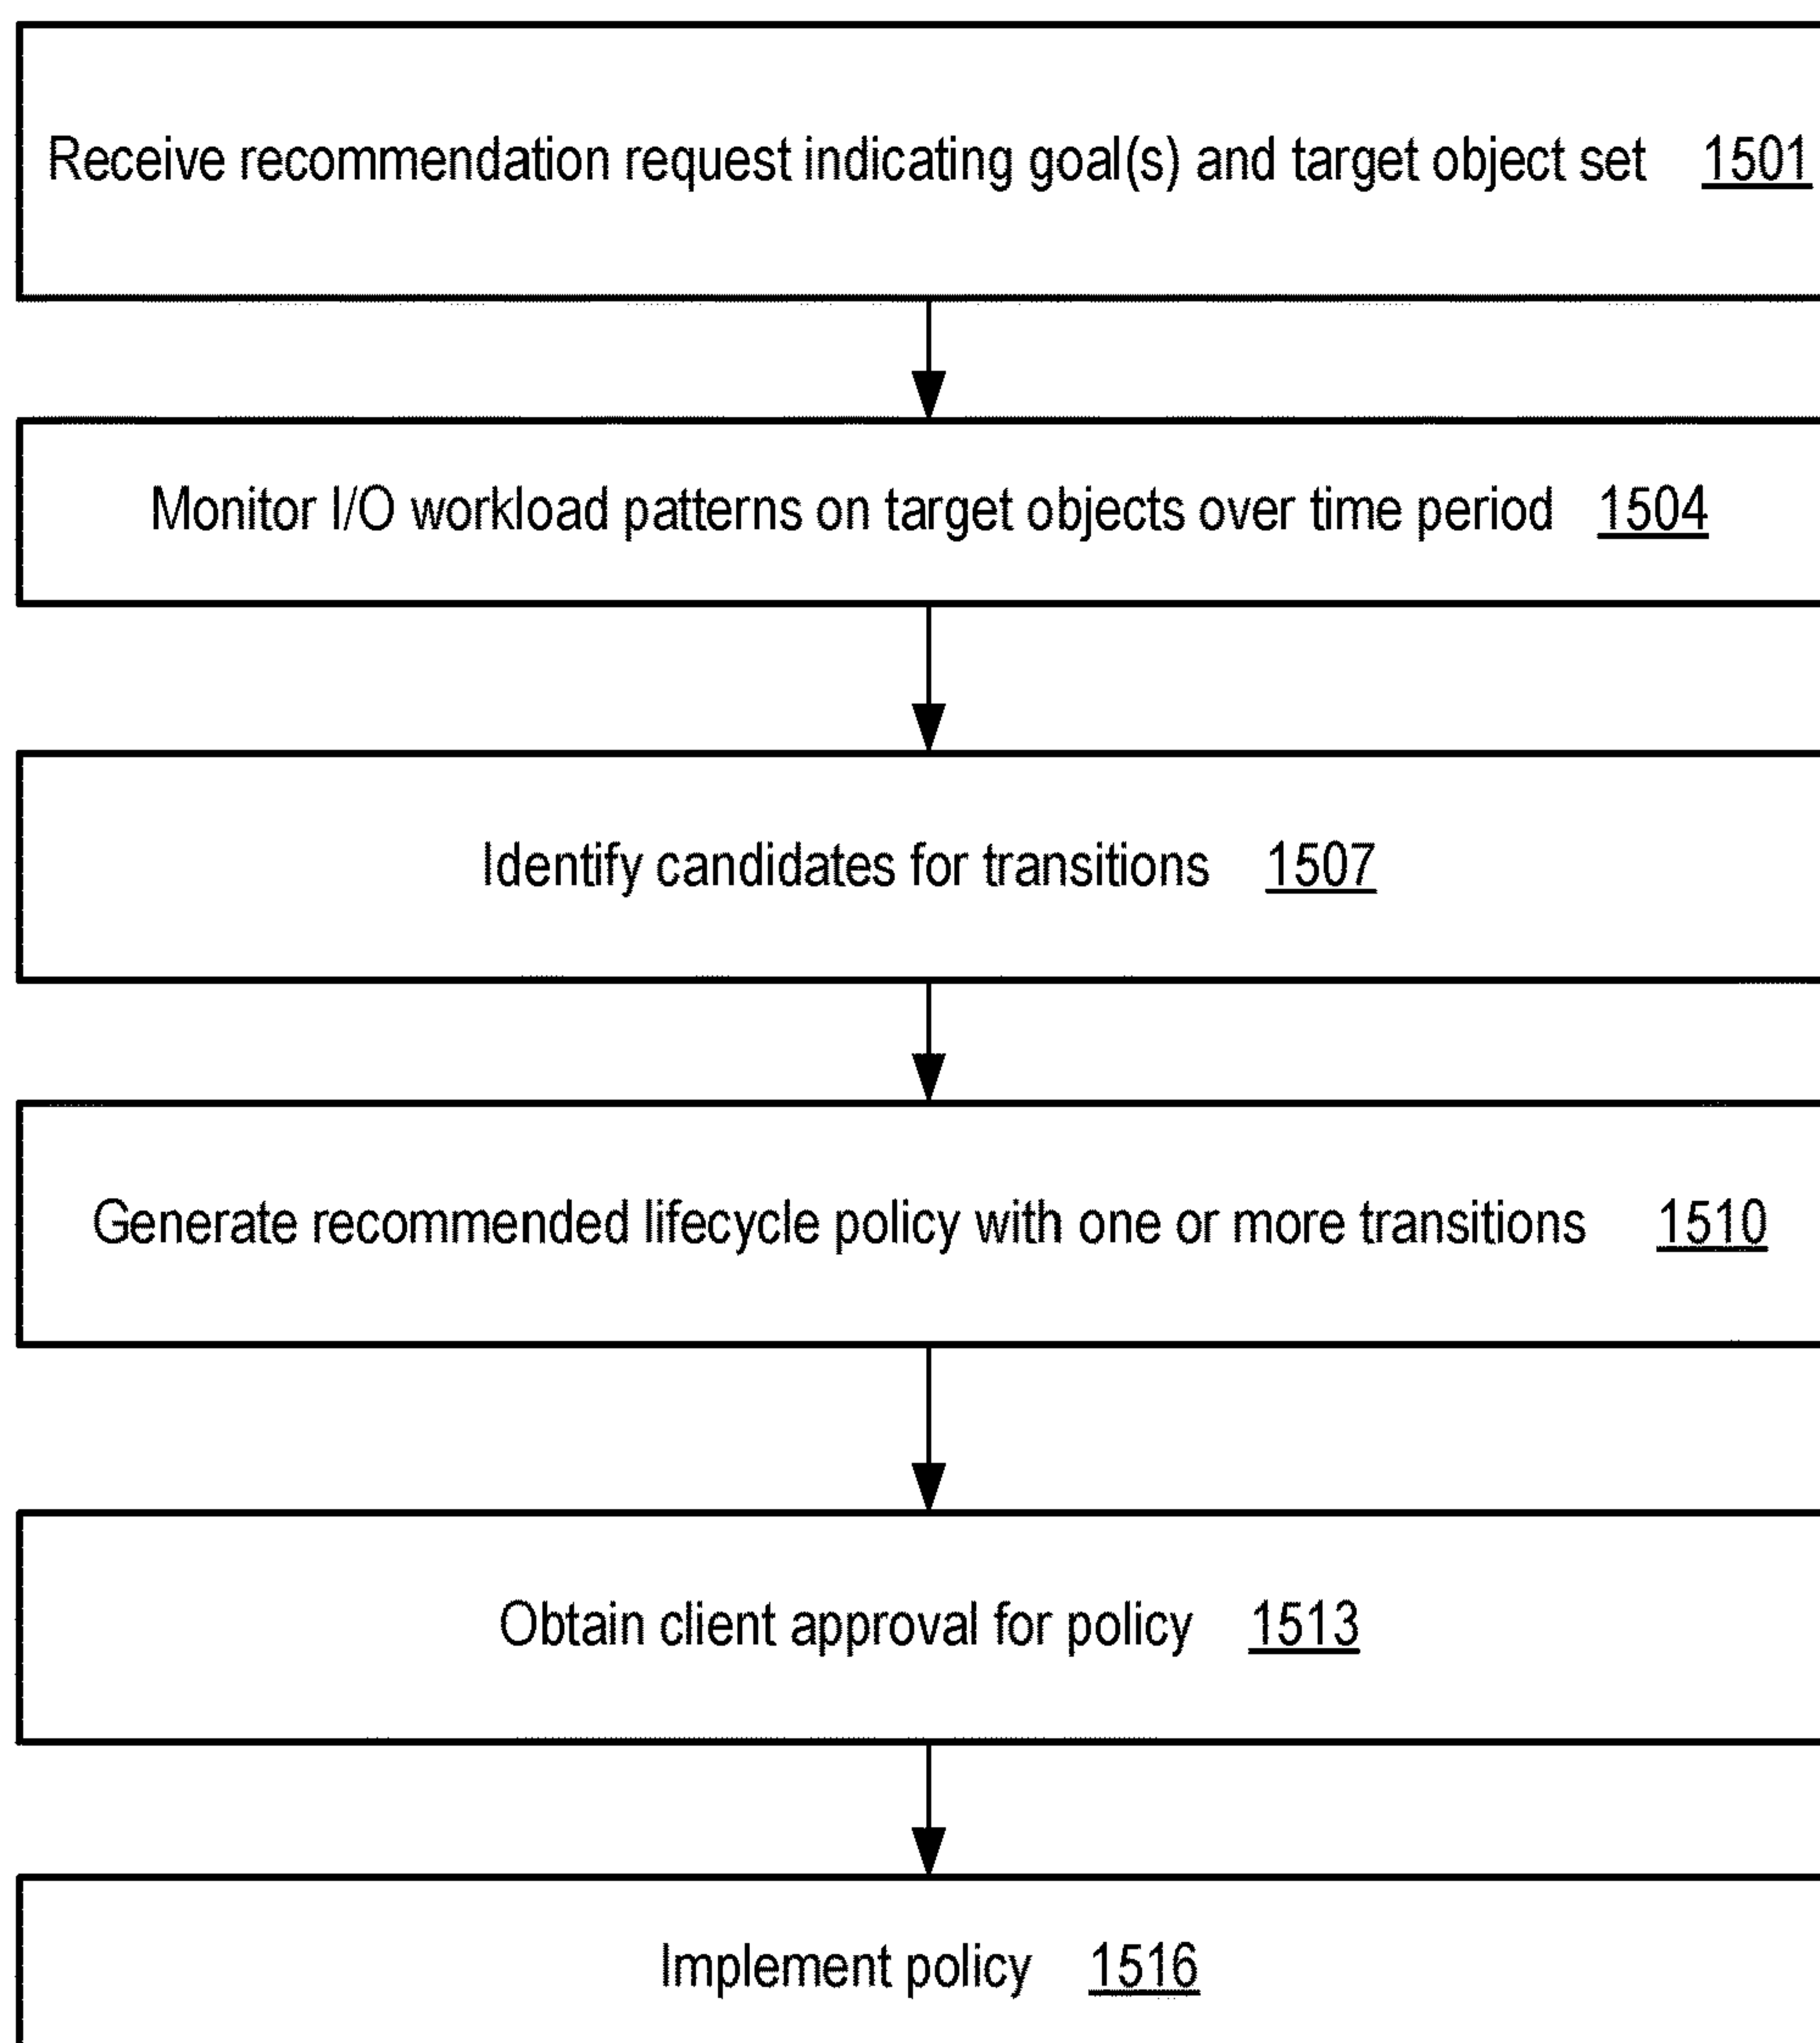 Receive recommendation request indicating goal(s) and target object set 1501
Monitor I/O workload patterns on target objects over time period 1504
Identify candidates for transitions 1507
Generate recommended lifecycle policy with one or more transitions 1510
Obtain client approval for policy 1513
Implement policy 1516